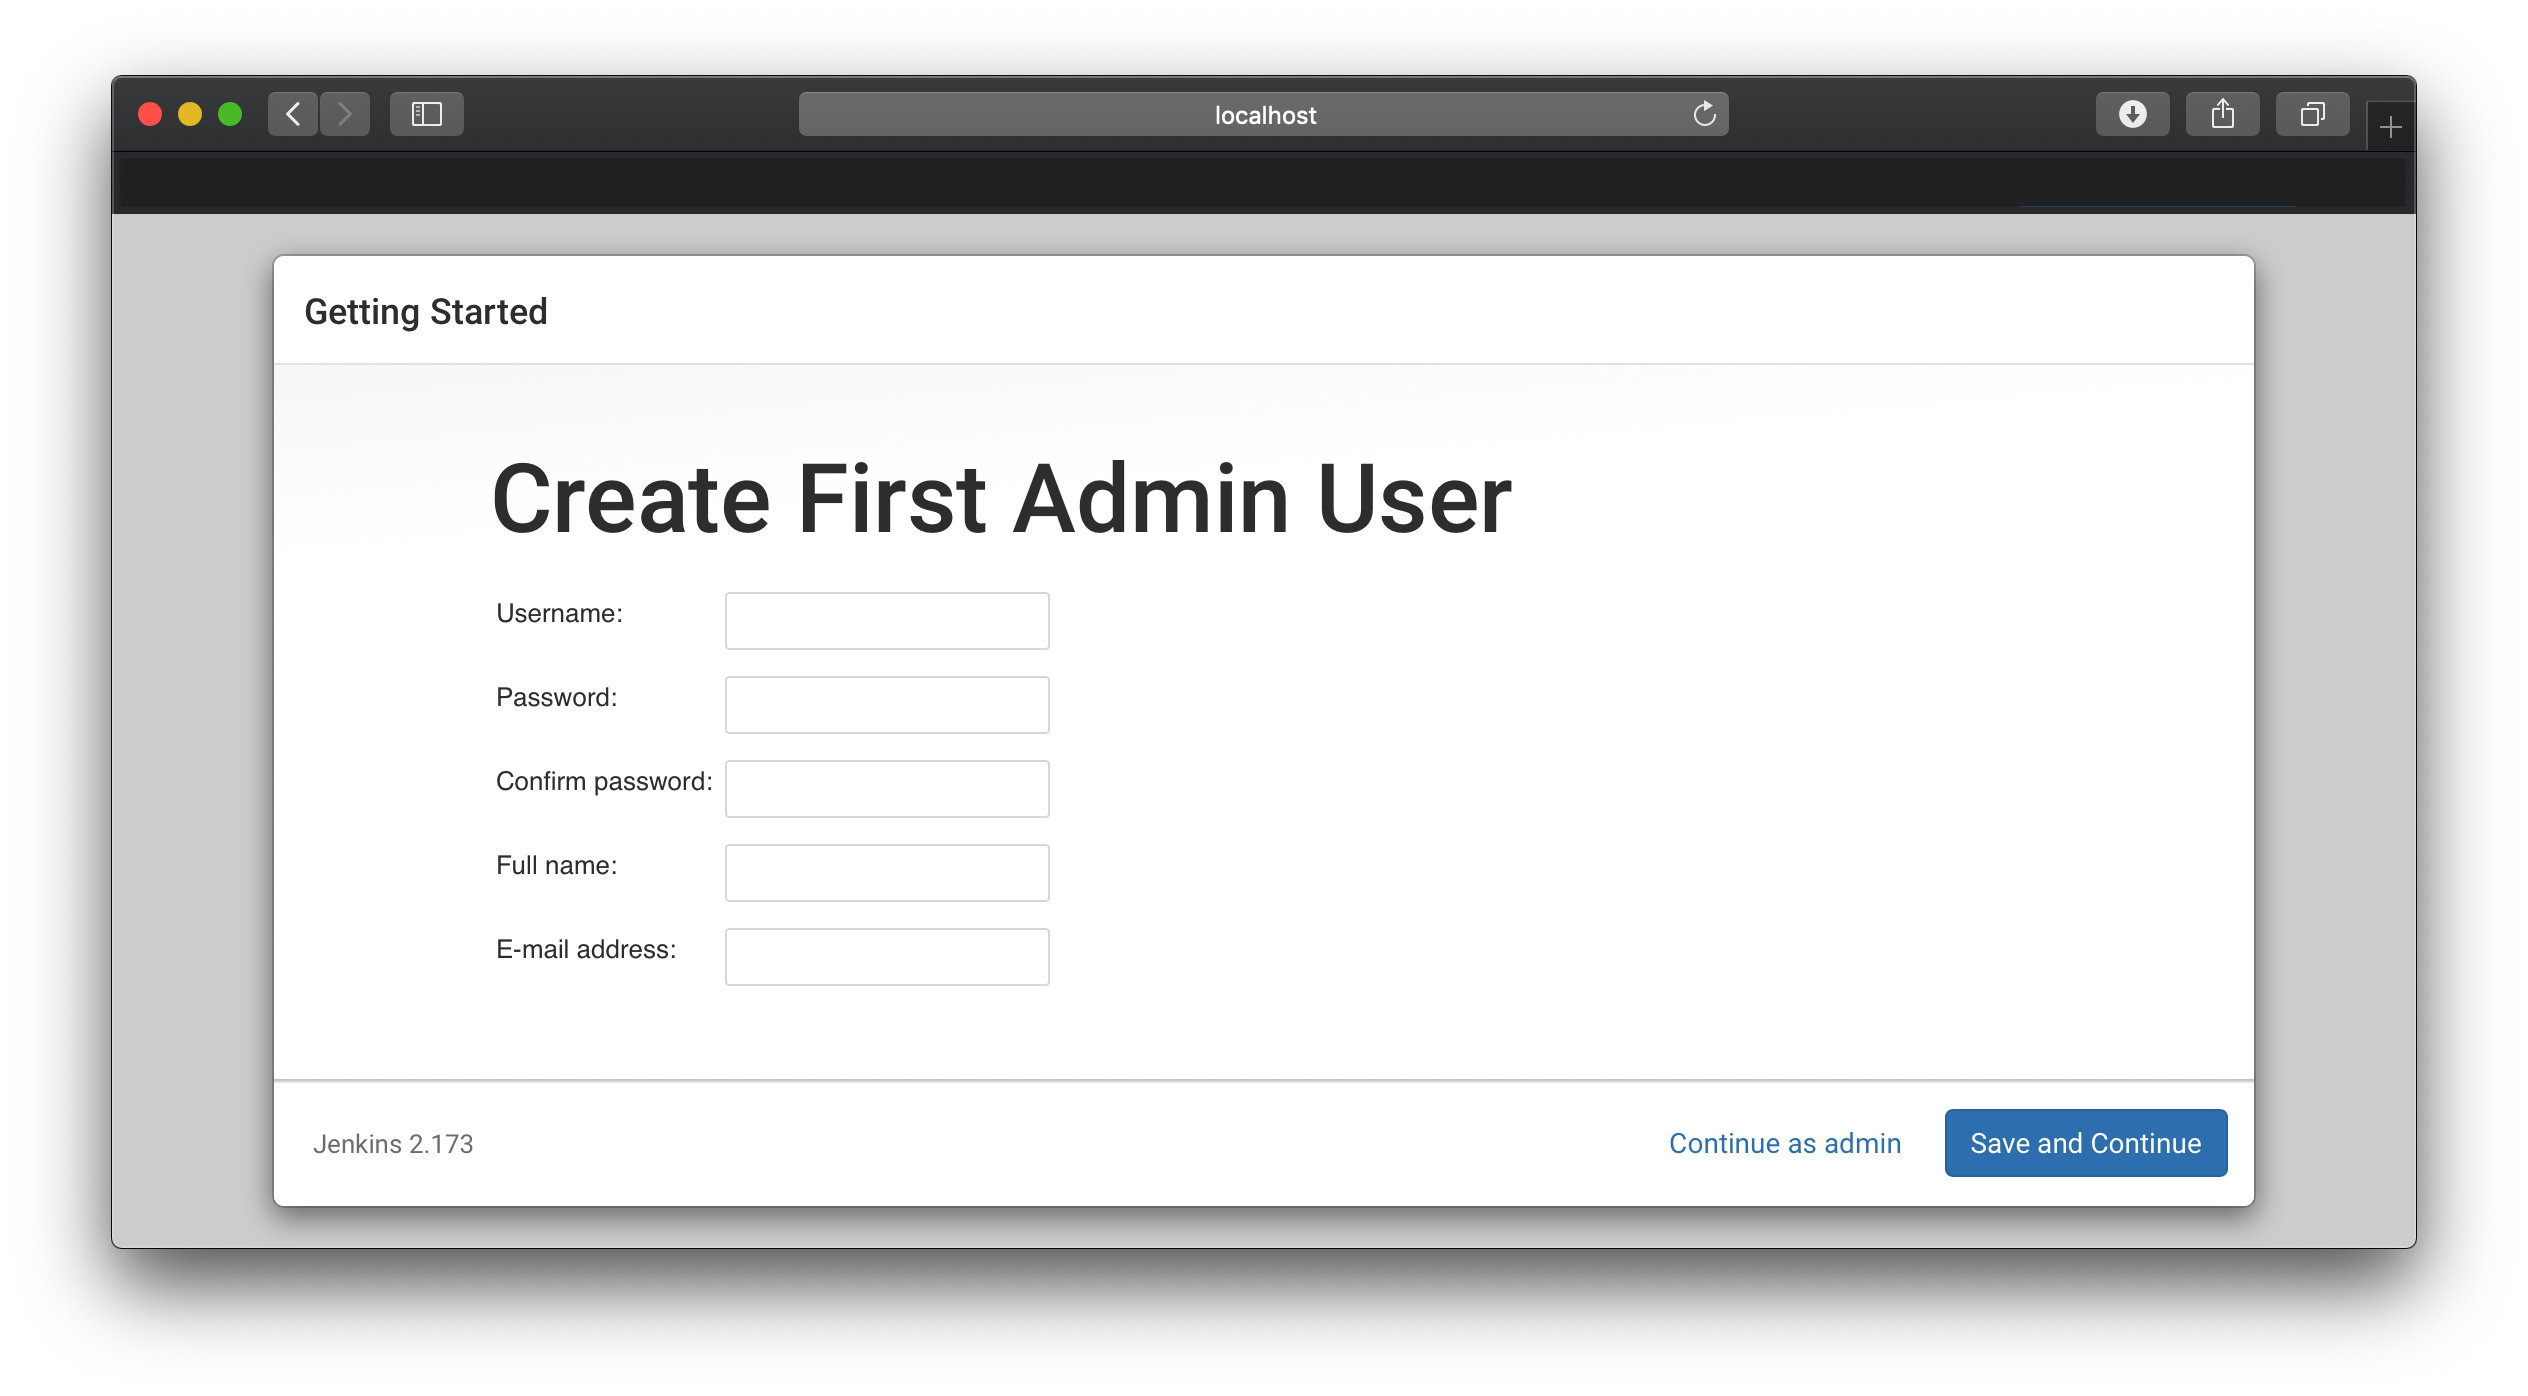 localhost
Getting Started
Create First Admin User
Username:
Password:
Confirm password:
Full name:
E-mail address:
Jenkins 2.173
Continue as admin
Save and Continue